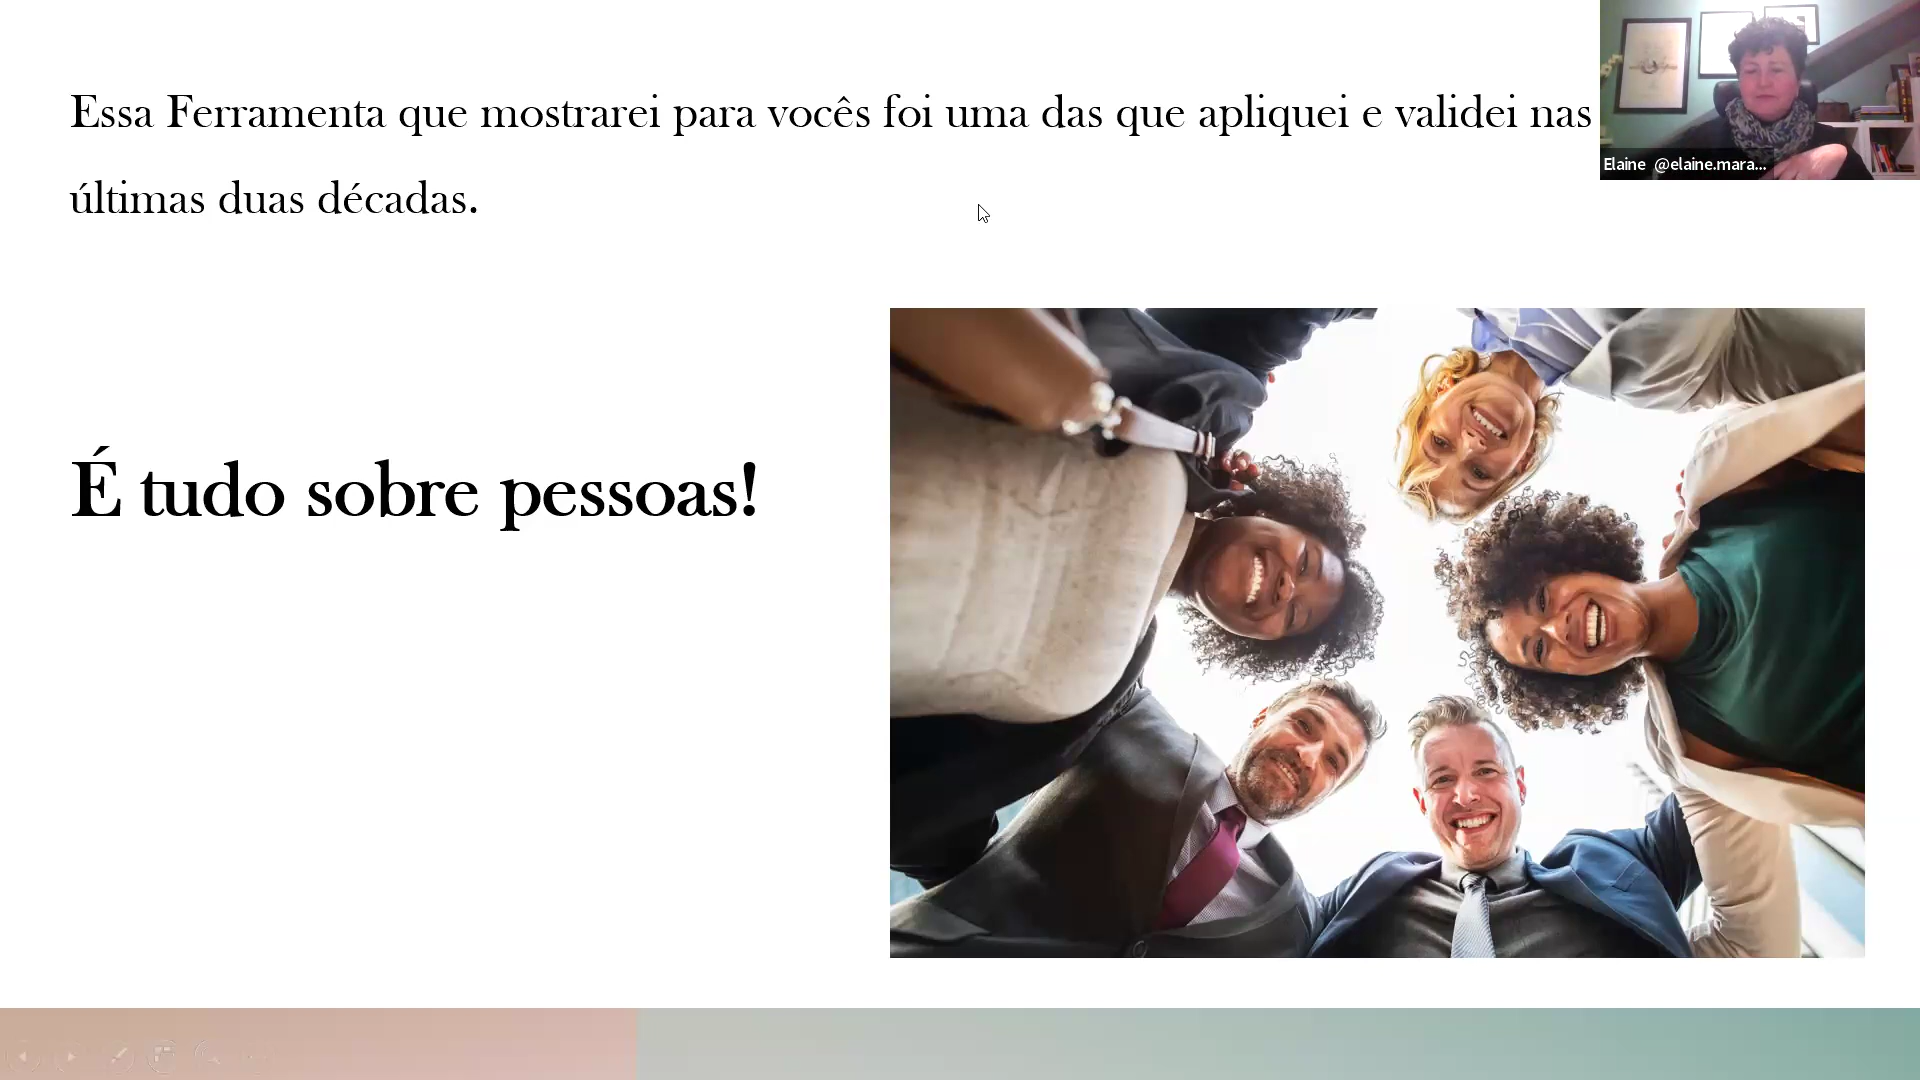 Essa Ferramenta que mostrarei para vocês foi uma das que apliquei e validei nas
últimas duas décadas.
É tudo sobre pessoas!
Elaine @elaine.mara...